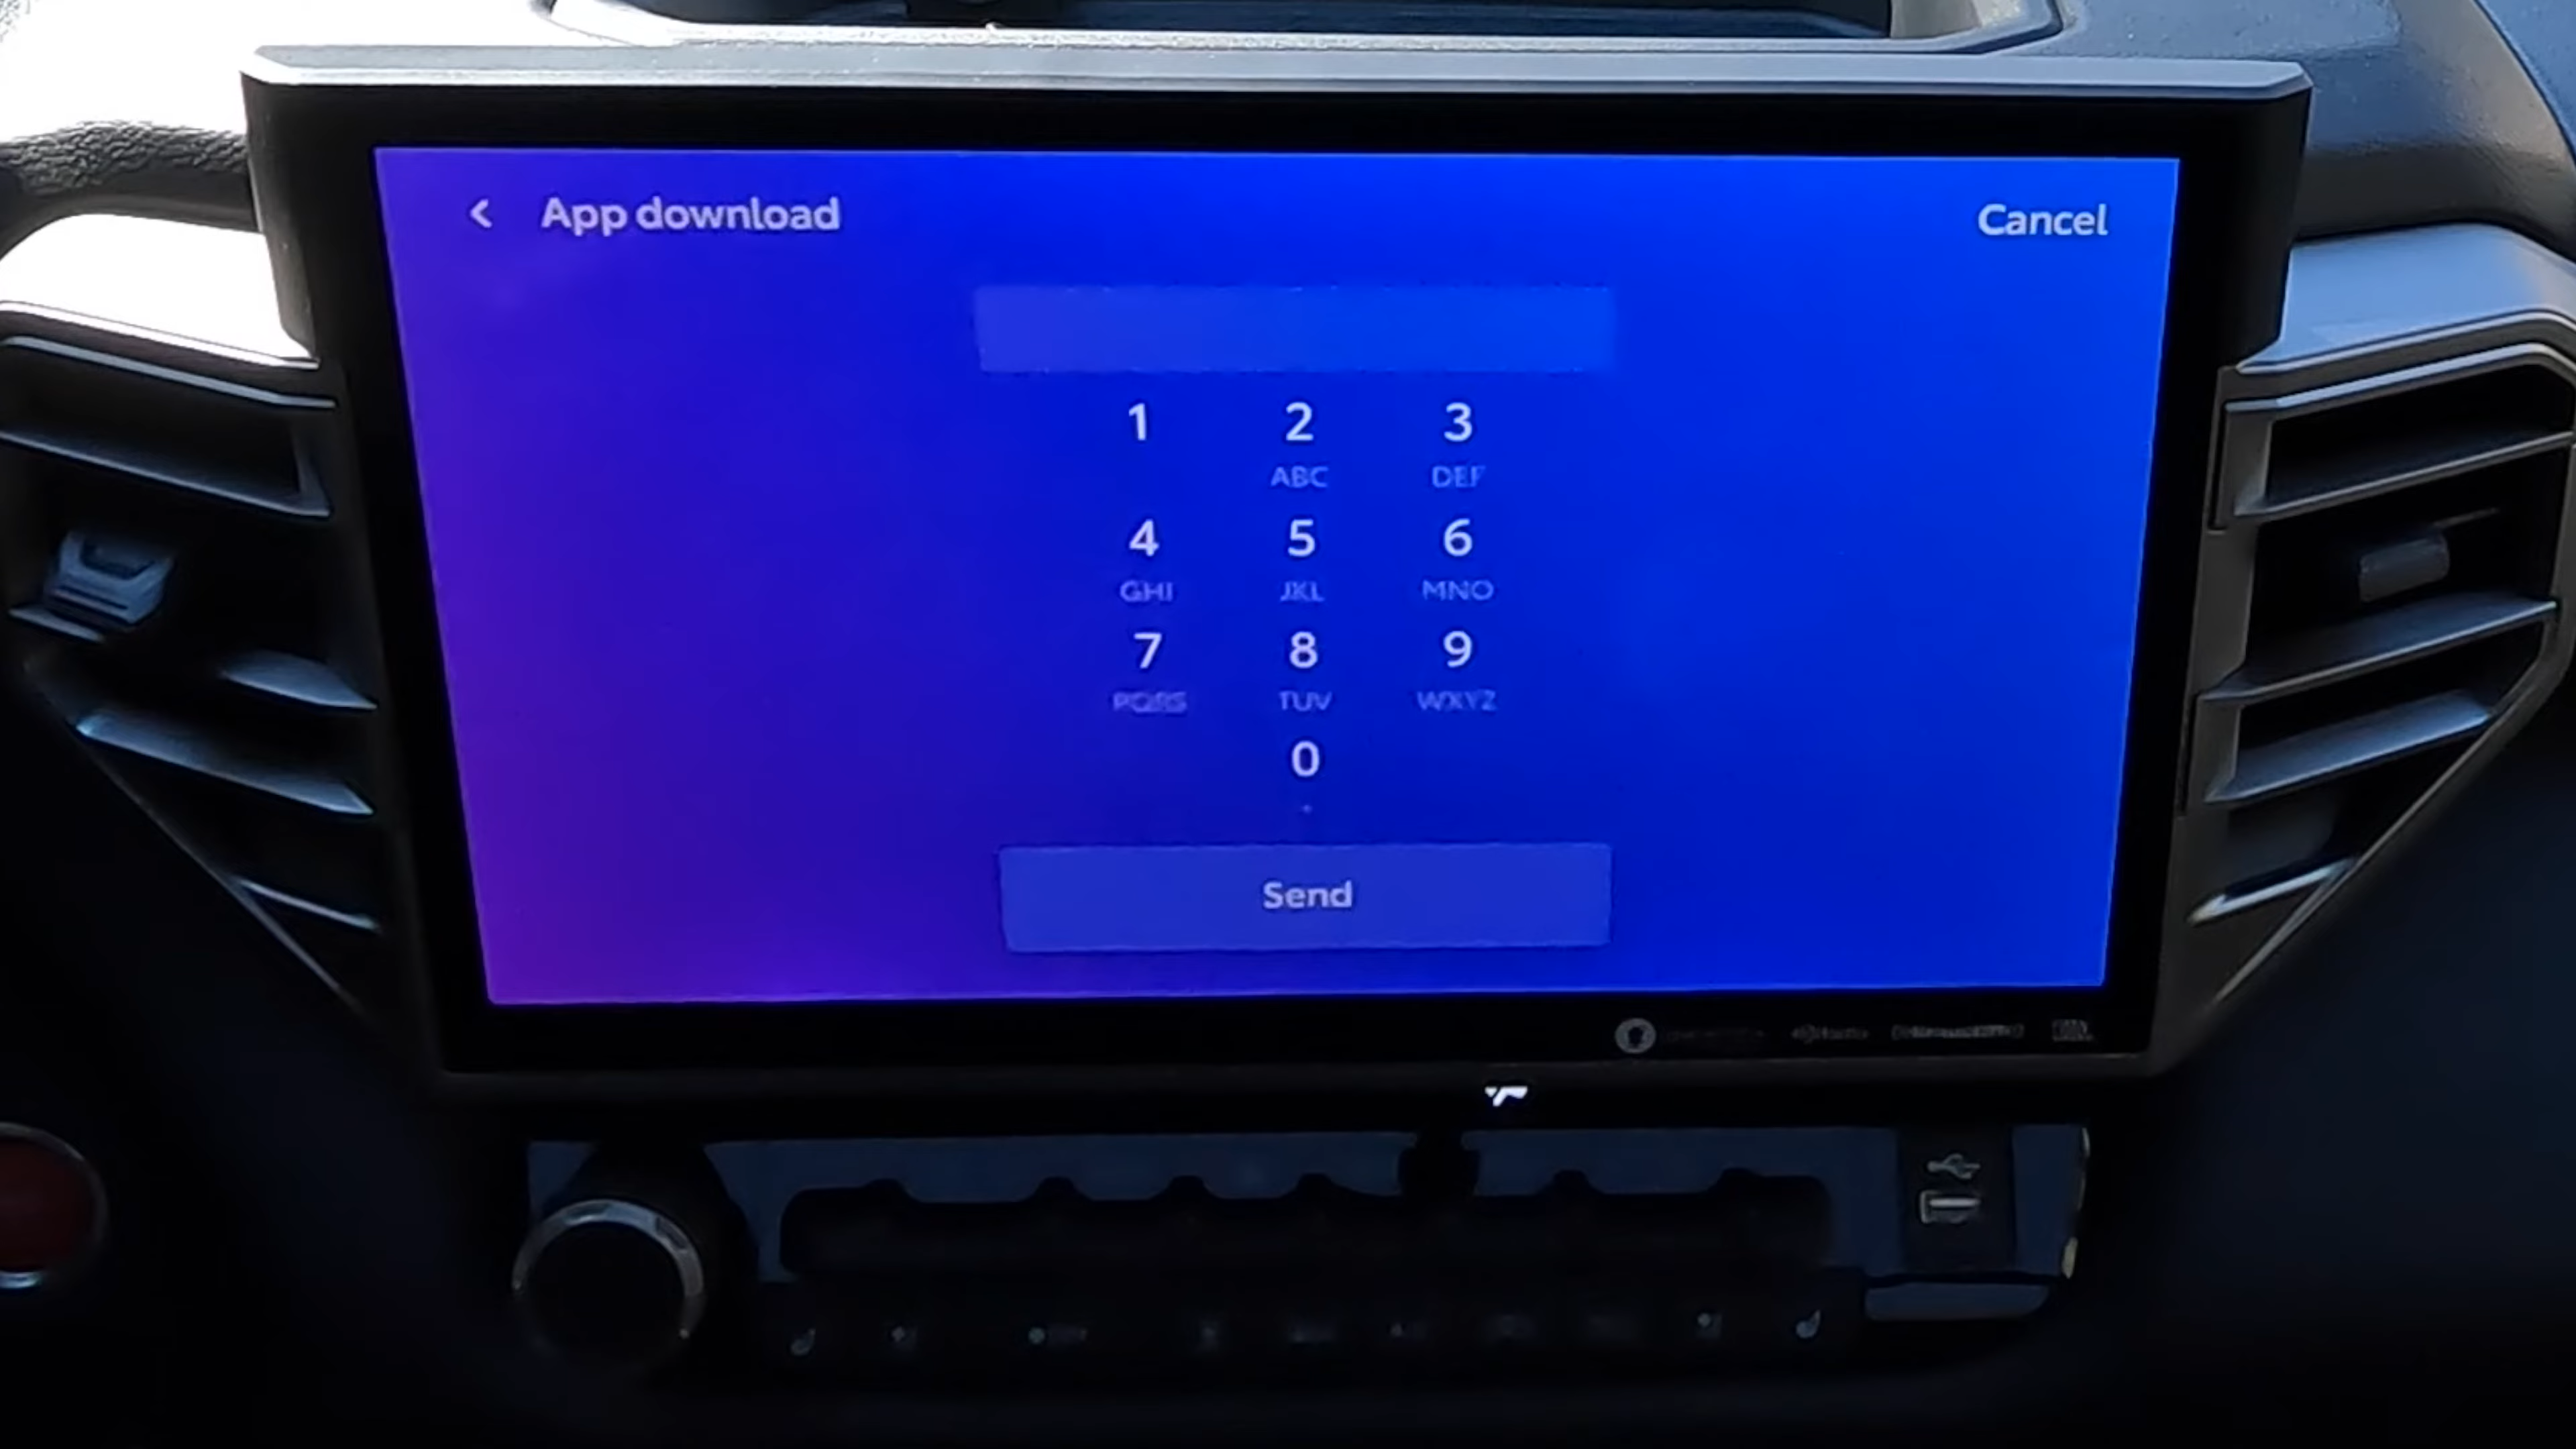 < App download
Cancel
1 2 3
ABC DEF
4 5 6
GHI JKL MNO
7 8 9
PQRS TUV WXYZ
0
Send